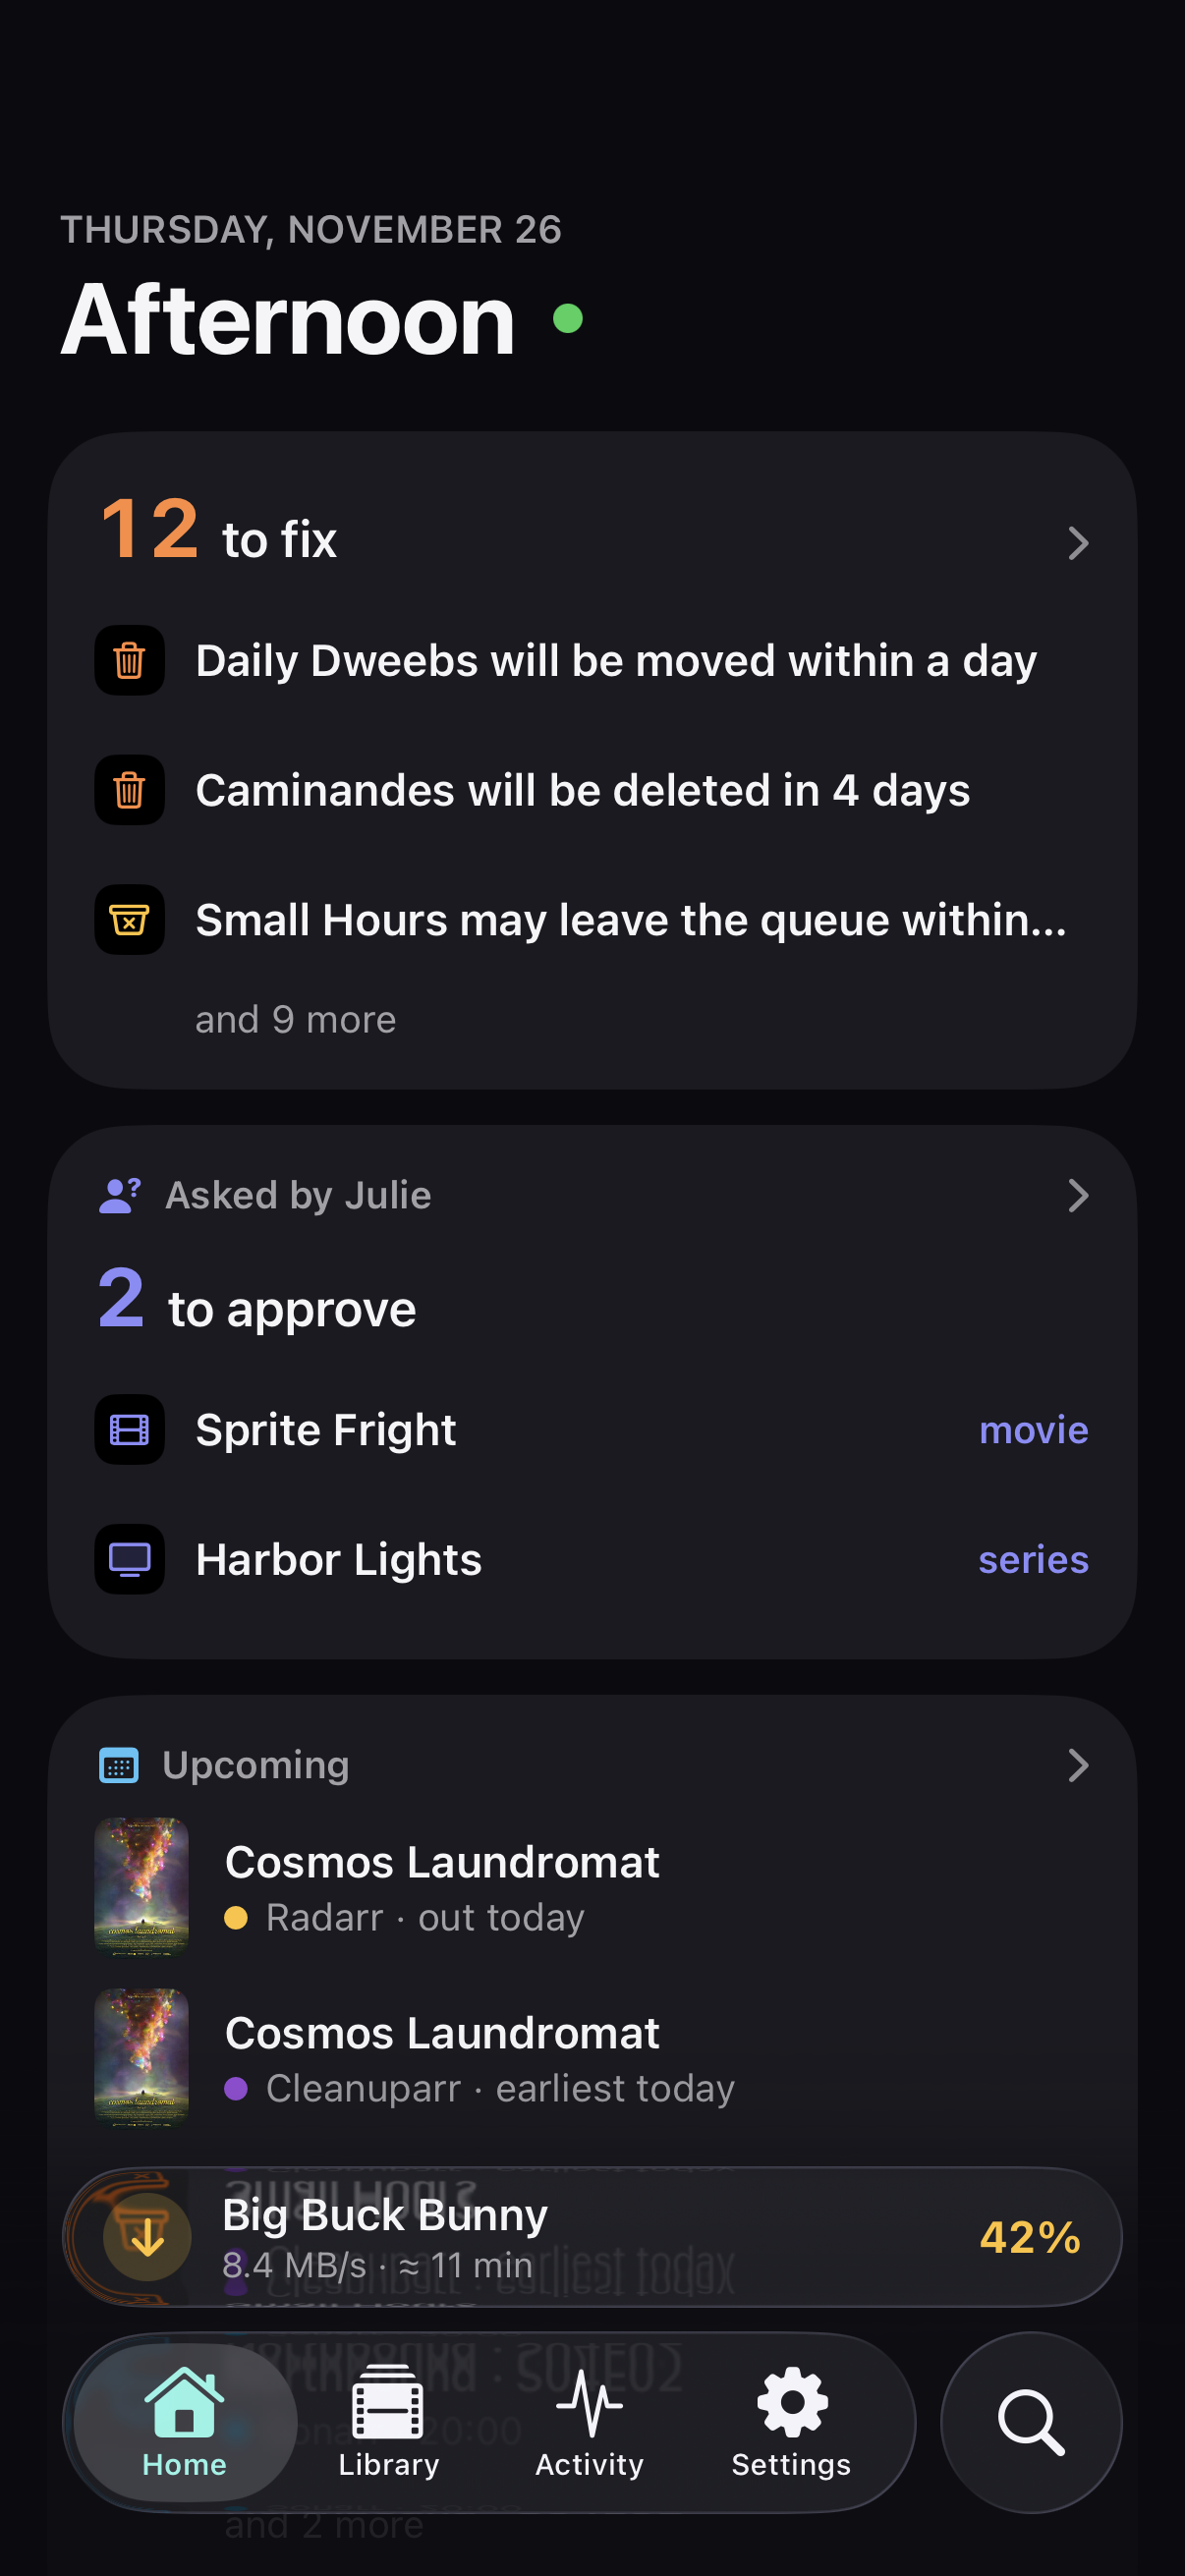 THURSDAY, NOVEMBER 26
Afternoon
12 to fix
Daily Dweebs will be moved within a day
Caminandes will be deleted in 4 days
Small Hours may leave the queue within...
and 9 more
Asked by Julie
2 to approve
Sprite Fright movie
Harbor Lights series
Upcoming
Cosmos Laundromat
Radarr · out today
Cosmos Laundromat
Cleanuparr · earliest today
Big Buck Bunny
8.4 MB/s · ≈ 11 min
42%
Home Library Activity Settings
and 2 more